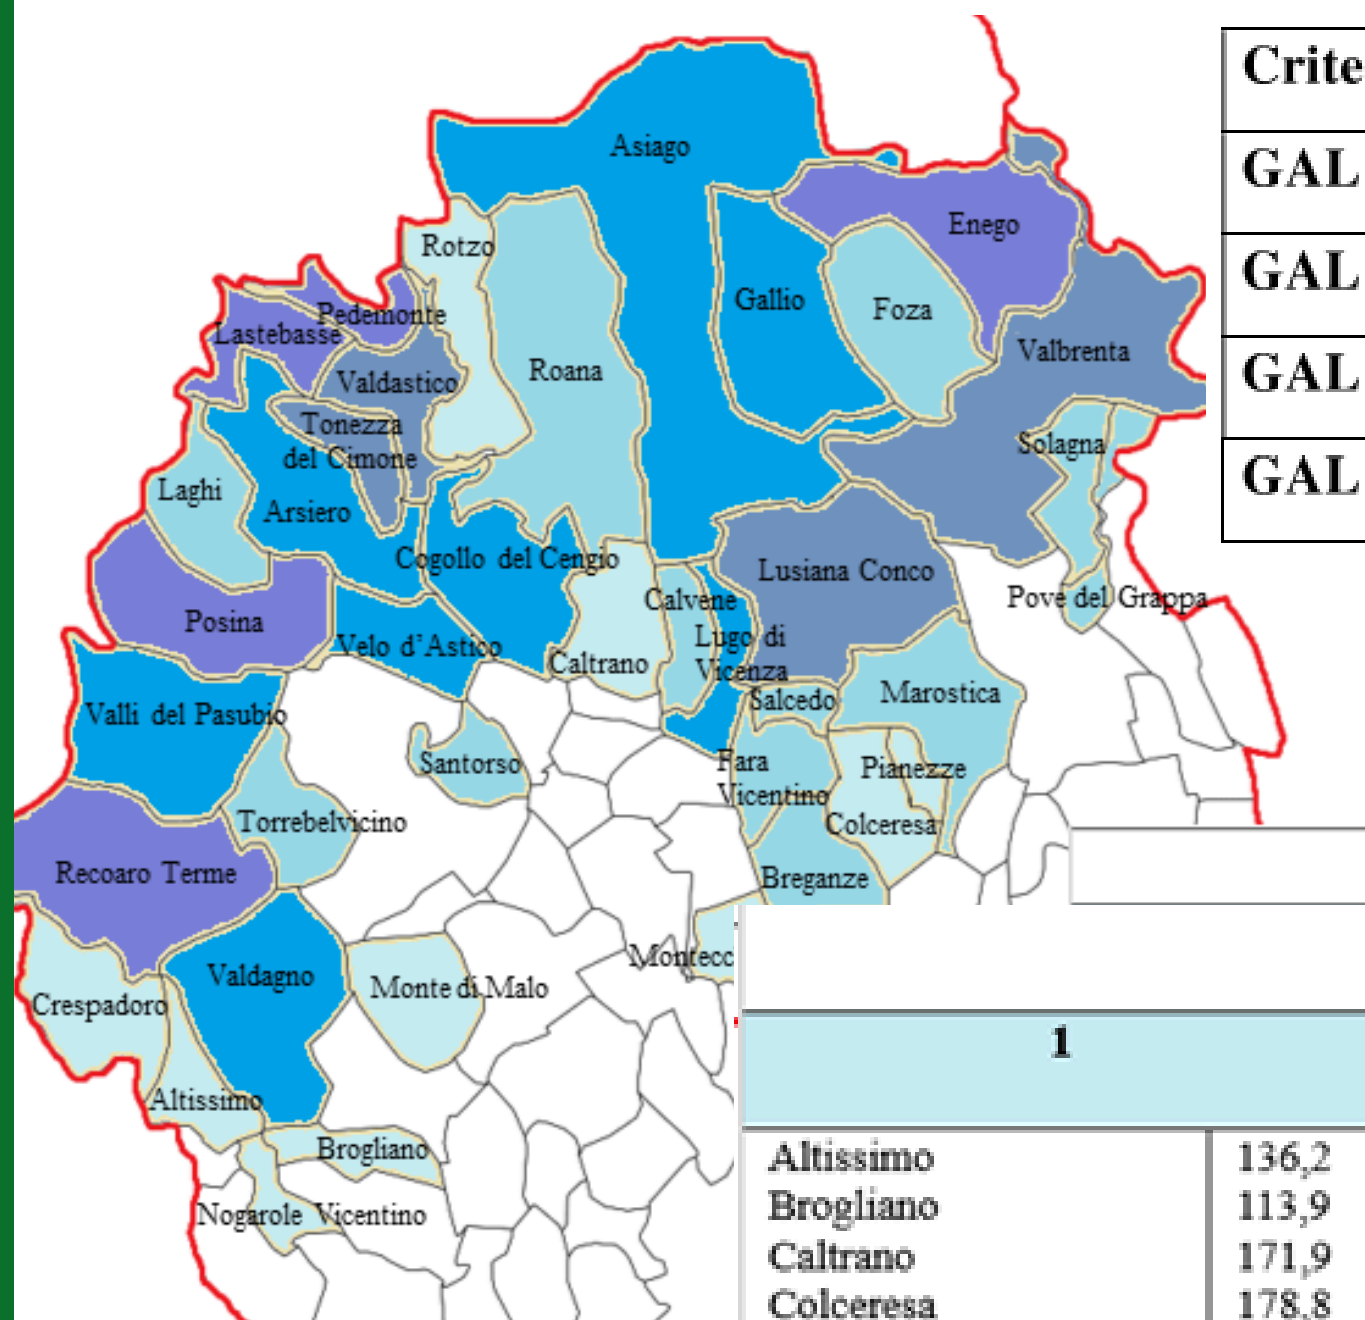 Asiago
Crite
GAL
GAL
GAL
GAL
Rotzo
Enego
Gallio
Foza
Pedemonte
Lastebasse
Valbrenta
Roana
Valdastico
Tonezza
del Cimone
Solagna
Laghi
Arsiero
Cogollo del Cengio
Lusiana Conco
Calvene
Pove del Grappa
Posina
Velo d'Astico
Lugo di
Vicenza
Caltrano
Salcedo
Marostica
Valli del Pasubio
Santorso
Fara
Vicentino
Pianezze
Torrebelvicino
Colceresa
Recoaro Terme
Breganze
Montecc
Valdagno
Monte di Malo
Crespadoro
Altissimo
Brogliano
Nogarole Vicentino
1
Altissimo 136,2
Brogliano 113,9
Caltrano 171,9
Colceresa 178,8